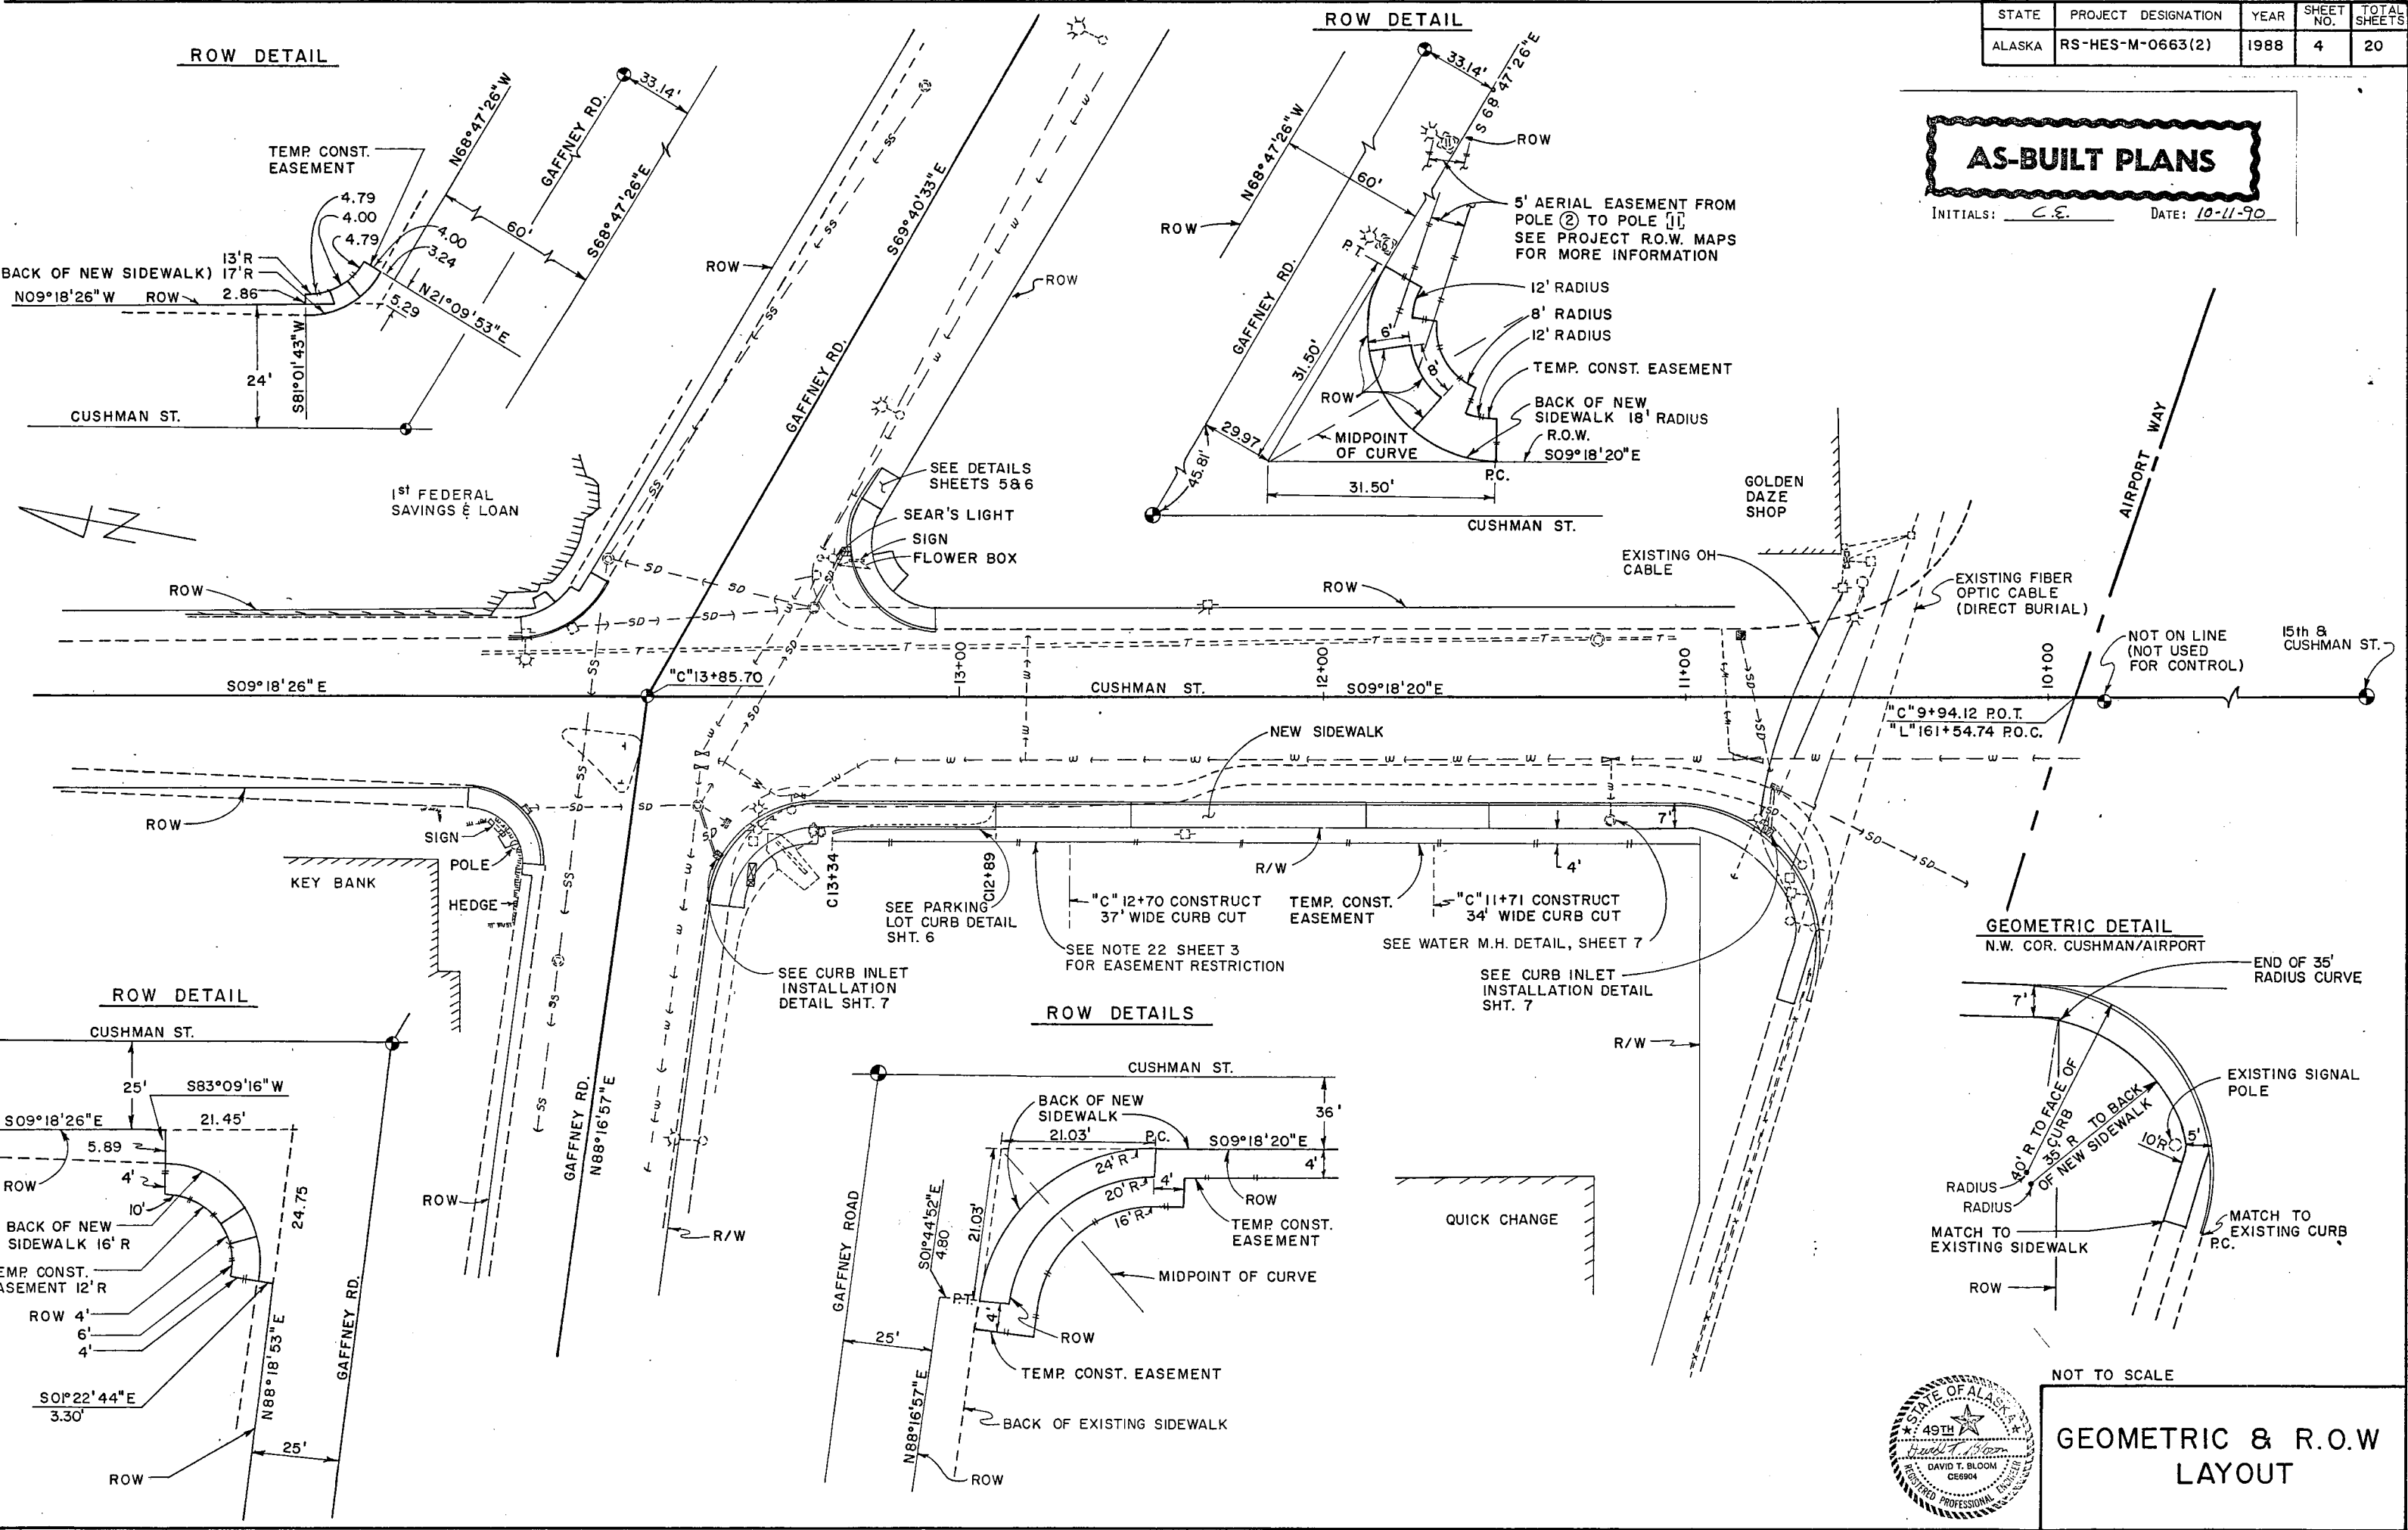 STATE PROJECT DESIGNATION YEAR SHEET NO. TOTAL SHEETS
ALASKA RS-HES-M-0663(2) 1988 4 20
AS-BUILT PLANS
INITIALS: C.E. DATE: 10-11-90
ROW DETAIL
TEMP. CONST.
EASEMENT
4.79
4.00
4.79
13'R
(BACK OF NEW SIDEWALK) 17'R
N09°18'26"W ROW 2.86
4.00
3.24
N21°09'53"E
5.29
S81°01'43"W
24'
CUSHMAN ST.
N68°47'26"W
GAFFNEY RD.
33.14'
60'
S68°47'26"E
ROW DETAIL
33.14'
S 68 47'26"E
N68°47'26"W
60'
ROW
ROW
P.T.
5' AERIAL EASEMENT FROM
POLE 2 TO POLE 11
SEE PROJECT R.O.W. MAPS
FOR MORE INFORMATION
12' RADIUS
8' RADIUS
12' RADIUS
TEMP. CONST. EASEMENT
BACK OF NEW
SIDEWALK 18' RADIUS
R.O.W.
S09°18'20"E
P.C.
GAFFNEY RD.
31.50'
6'
8'
ROW
29.97
45.81'
MIDPOINT
OF CURVE
31.50'
CUSHMAN ST.
1st FEDERAL
SAVINGS & LOAN
ROW
ROW
GAFFNEY RD.
S69°40'33"E
ROW
SEE DETAILS
SHEETS 5&6
SEAR'S LIGHT
SIGN
FLOWER BOX
ROW
GOLDEN
DAZE
SHOP
EXISTING OH
CABLE
EXISTING FIBER
OPTIC CABLE
(DIRECT BURIAL)
AIRPORT WAY
NOT ON LINE
(NOT USED
FOR CONTROL)
15th &
CUSHMAN ST.
S09°18'26"E
"C"13+85.70
13+00
CUSHMAN ST.
12+00
S09°18'20"E
11+00
10+00
"C"9+94.12 P.O.T.
"L"161+54.74 P.O.C.
NEW SIDEWALK
ROW
SIGN
POLE
HEDGE
KEY BANK
C13+34
C12+89
7'
4'
R/W
SEE PARKING
LOT CURB DETAIL
SHT. 6
"C" 12+70 CONSTRUCT
37' WIDE CURB CUT
TEMP. CONST.
EASEMENT
"C" 11+71 CONSTRUCT
34' WIDE CURB CUT
SEE NOTE 22 SHEET 3
FOR EASEMENT RESTRICTION
SEE WATER M.H. DETAIL, SHEET 7
SEE CURB INLET
INSTALLATION
DETAIL SHT. 7
SEE CURB INLET
INSTALLATION DETAIL
SHT. 7
R/W
ROW
GAFFNEY RD.
N88°16'57"E
R/W
ROW DETAIL
CUSHMAN ST.
25'
S83°09'16"W
S09°18'26"E
21.45'
5.89
4'
ROW
10'
24.75
BACK OF NEW
SIDEWALK 16' R
EMP. CONST.
ASEMENT 12'R
ROW 4'
6'
4'
S01°22'44"E
3.30'
N88°18'53"E
GAFFNEY RD.
25'
ROW
ROW DETAILS
CUSHMAN ST.
36'
BACK OF NEW
SIDEWALK
21.03'
P.C.
S09°18'20"E
24'R
20'R
16'R
4'
4'
ROW
TEMP. CONST.
EASEMENT
21.03'
S01°44'52"E
4.80
P.T.
MIDPOINT OF CURVE
4'
ROW
GAFFNEY ROAD
25'
TEMP. CONST. EASEMENT
BACK OF EXISTING SIDEWALK
N88°16'57"E
ROW
QUICK CHANGE
GEOMETRIC DETAIL
N.W. COR. CUSHMAN/AIRPORT
END OF 35'
RADIUS CURVE
7'
40' R TO FACE OF
CURB
35' R TO BACK
OF NEW SIDEWALK
EXISTING SIGNAL
POLE
10'R
5'
RADIUS
RADIUS
MATCH TO
EXISTING SIDEWALK
MATCH TO
EXISTING CURB
P.C.
ROW
NOT TO SCALE
STATE OF ALASKA
49TH
DAVID T. BLOOM
CE6904
REGISTERED PROFESSIONAL ENGINEER
GEOMETRIC & R.O.W
LAYOUT